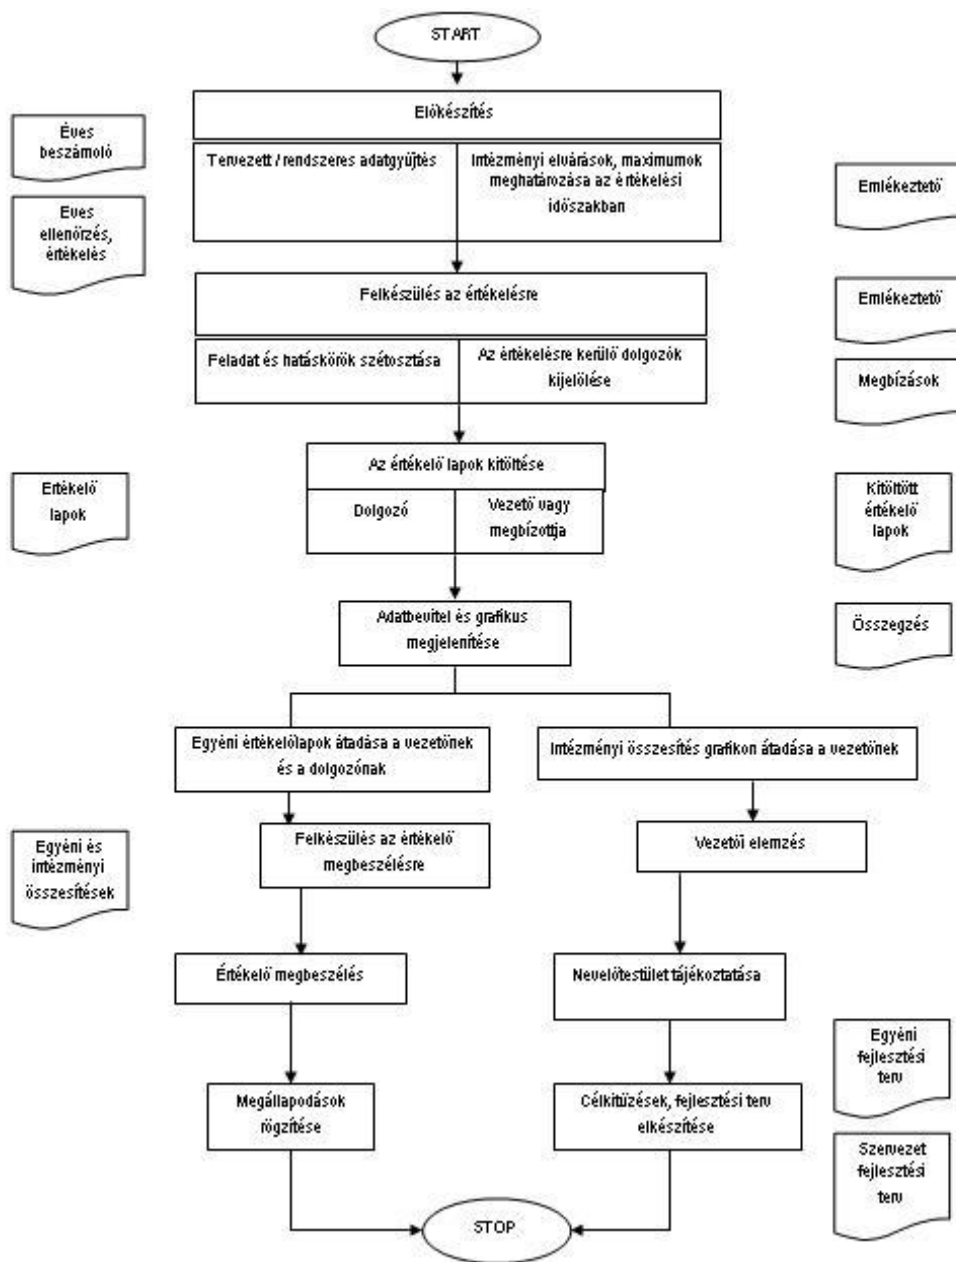 START
Előkészítés
Éves
beszámoló
Tervezett / rendszeres adatgyűjtés
Intézményi elvárások, maximumok
meghatározása az értékelési
időszakban
Emlékeztető
Eves
ellenőrzés,
értékelés
Felkészülés az értékelésre
Emlékeztető
Feladat és hatáskörök szétosztása
Az értékelésre kerülő dolgozók
kijelölése
Megbízások
Az értékelő lapok kitöltése
Ertékelő
lapok
Dolgozó
Vezető vagy
megbízottja
Kitöltött
értékelő
lapok
Adatbevitel és grafikus
megjelenítése
Összegzés
Egyéni értékelőlapok átadása a vezetőnek
és a dolgozónak
Intézményi összesítés grafikon átadása a vezetőnek
Egyéni és
intézményi
összesítések
Felkészülés az értékelő
megbeszélésre
Vezetői elemzés
Értékelő megbeszélés
Nevelőtestület tájékoztatása
Egyéni
fejlesztési
terv
Megállapodások
rögzítése
Célkitűzések, fejlesztési terv
elkészítése
Szervezet
fejlesztési
terv
STOP